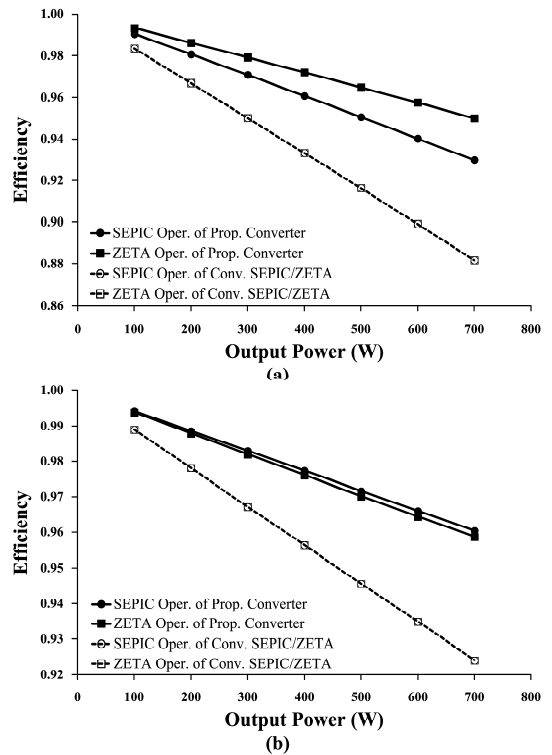 1.00
0.98
0.96
0.94
0.92
0.90
0.88
0.86
Efficiency
SEPIC Oper. of Prop. Converter
ZETA Oper. of Prop. Converter
SEPIC Oper. of Conv. SEPIC/ZETA
ZETA Oper. of Conv. SEPIC/ZETA
0 100 200 300 400 500 600 700 800
Output Power (W)
(a)
1.00
0.99
0.98
0.97
0.96
0.95
0.94
0.93
0.92
Efficiency
SEPIC Oper. of Prop. Converter
ZETA Oper. of Prop. Converter
SEPIC Oper. of Conv. SEPIC/ZETA
ZETA Oper. of Conv. SEPIC/ZETA
0 100 200 300 400 500 600 700 800
Output Power (W)
(b)